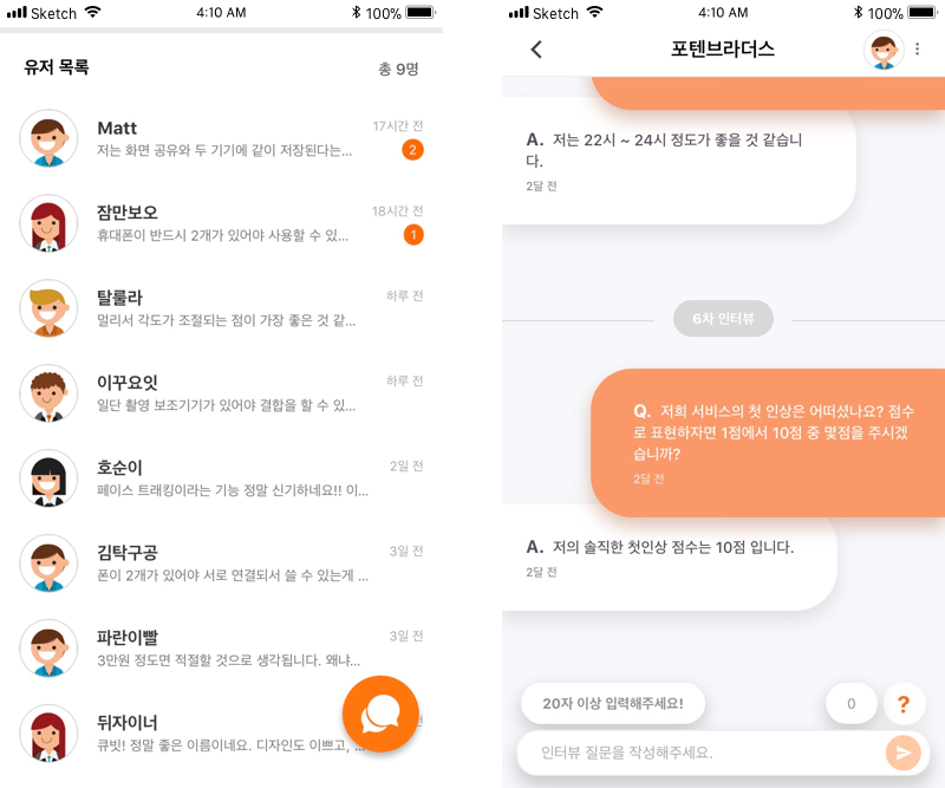 Sketch 4:10 AM 100%
유저 목록 총 9명
Matt 17시간 전
저는 화면 공유와 두 기기에 같이 저장된다는... 2
잠만보오 18시간 전
휴대폰이 반드시 2개가 있어야 사용할 수 있... 1
탈룰라 하루 전
멀리서 각도가 조절되는 점이 가장 좋은 것 같...
이꾸요잇 하루 전
일단 촬영 보조기기가 있어야 결합을 할 수 있...
호순이 2일 전
페이스 트래킹이라는 기능 정말 신기하네요!! 이...
김탁구공 3일 전
폰이 2개가 있어야 서로 연결되서 쓸 수 있는게 ...
파란이빨 3일 전
3만원 정도면 적절할 것으로 생각됩니다. 왜냐...
뒤자이너 전
큐빗! 정말 좋은 이름이네요. 디자인도 이쁘고, ...
Sketch 4:10 AM 100%
포텐브라더스
A. 저는 22시 ~ 24시 정도가 좋을 것 같습니
다.
2달 전
6차 인터뷰
Q. 저희 서비스의 첫 인상은 어떠셨나요? 점수
로 표현하자면 1점에서 10점 중 몇점을 주시겠
습니까?
2달 전
A. 저의 솔직한 첫인상 점수는 10점 입니다.
2달 전
20자 이상 입력해주세요! 0 ?
인터뷰 질문을 작성해주세요.